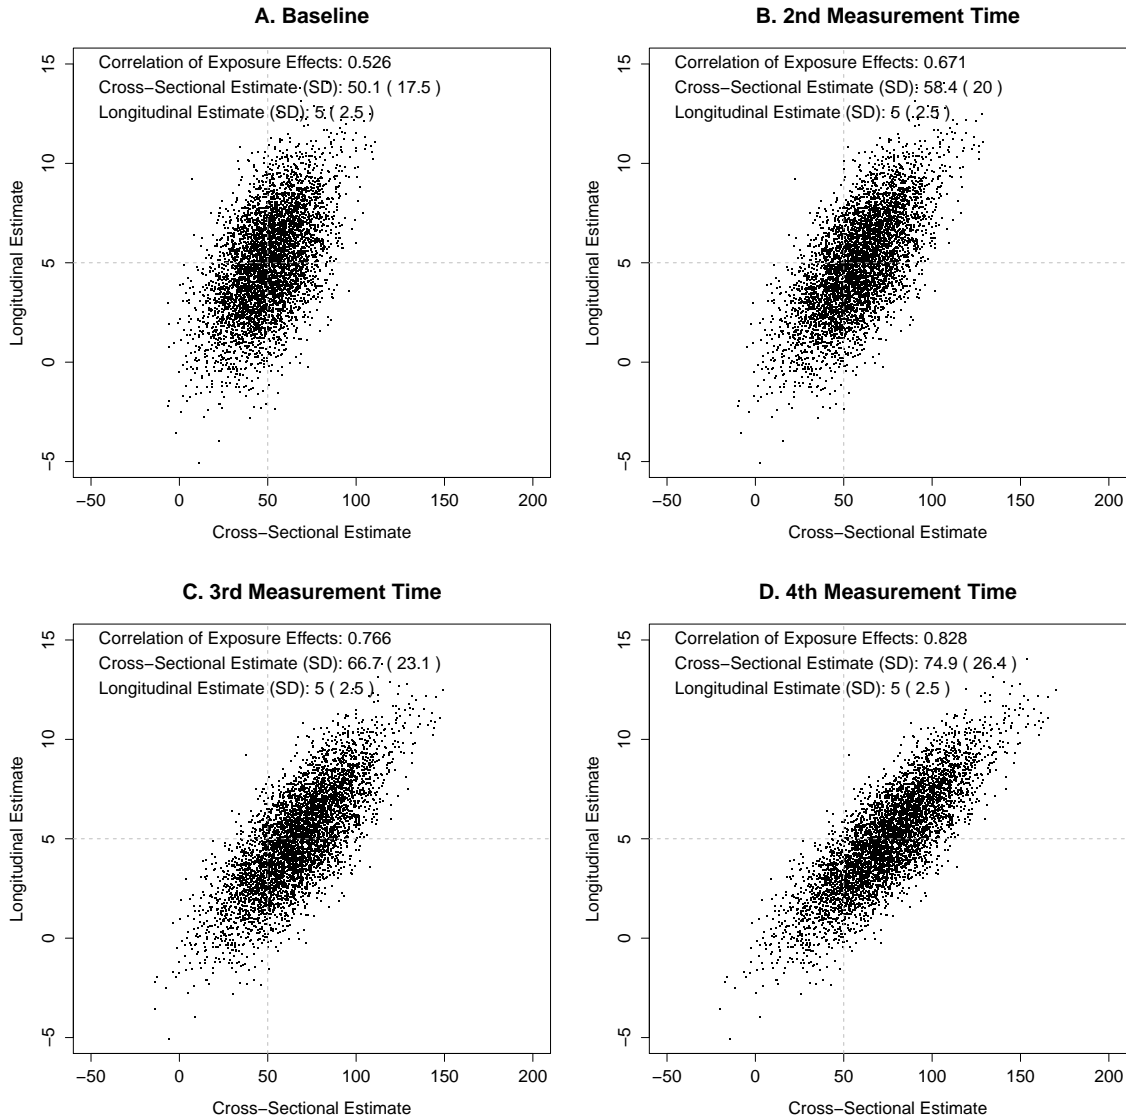 A. Baseline
Correlation of Exposure Effects: 0.526
Cross−Sectional Estimate (SD): 50.1 ( 17.5 )
Longitudinal Estimate (SD): 5 ( 2.5 )
15
10
5
0
−5
Longitudinal Estimate
−50 0 50 100 150 200
Cross−Sectional Estimate
B. 2nd Measurement Time
Correlation of Exposure Effects: 0.671
Cross−Sectional Estimate (SD): 58.4 ( 20 )
Longitudinal Estimate (SD): 5 ( 2.5 )
15
10
5
0
−5
Longitudinal Estimate
−50 0 50 100 150 200
Cross−Sectional Estimate
C. 3rd Measurement Time
Correlation of Exposure Effects: 0.766
Cross−Sectional Estimate (SD): 66.7 ( 23.1 )
Longitudinal Estimate (SD): 5 ( 2.5 )
15
10
5
0
−5
Longitudinal Estimate
−50 0 50 100 150 200
Cross−Sectional Estimate
D. 4th Measurement Time
Correlation of Exposure Effects: 0.828
Cross−Sectional Estimate (SD): 74.9 ( 26.4 )
Longitudinal Estimate (SD): 5 ( 2.5 )
15
10
5
0
−5
Longitudinal Estimate
−50 0 50 100 150 200
Cross−Sectional Estimate